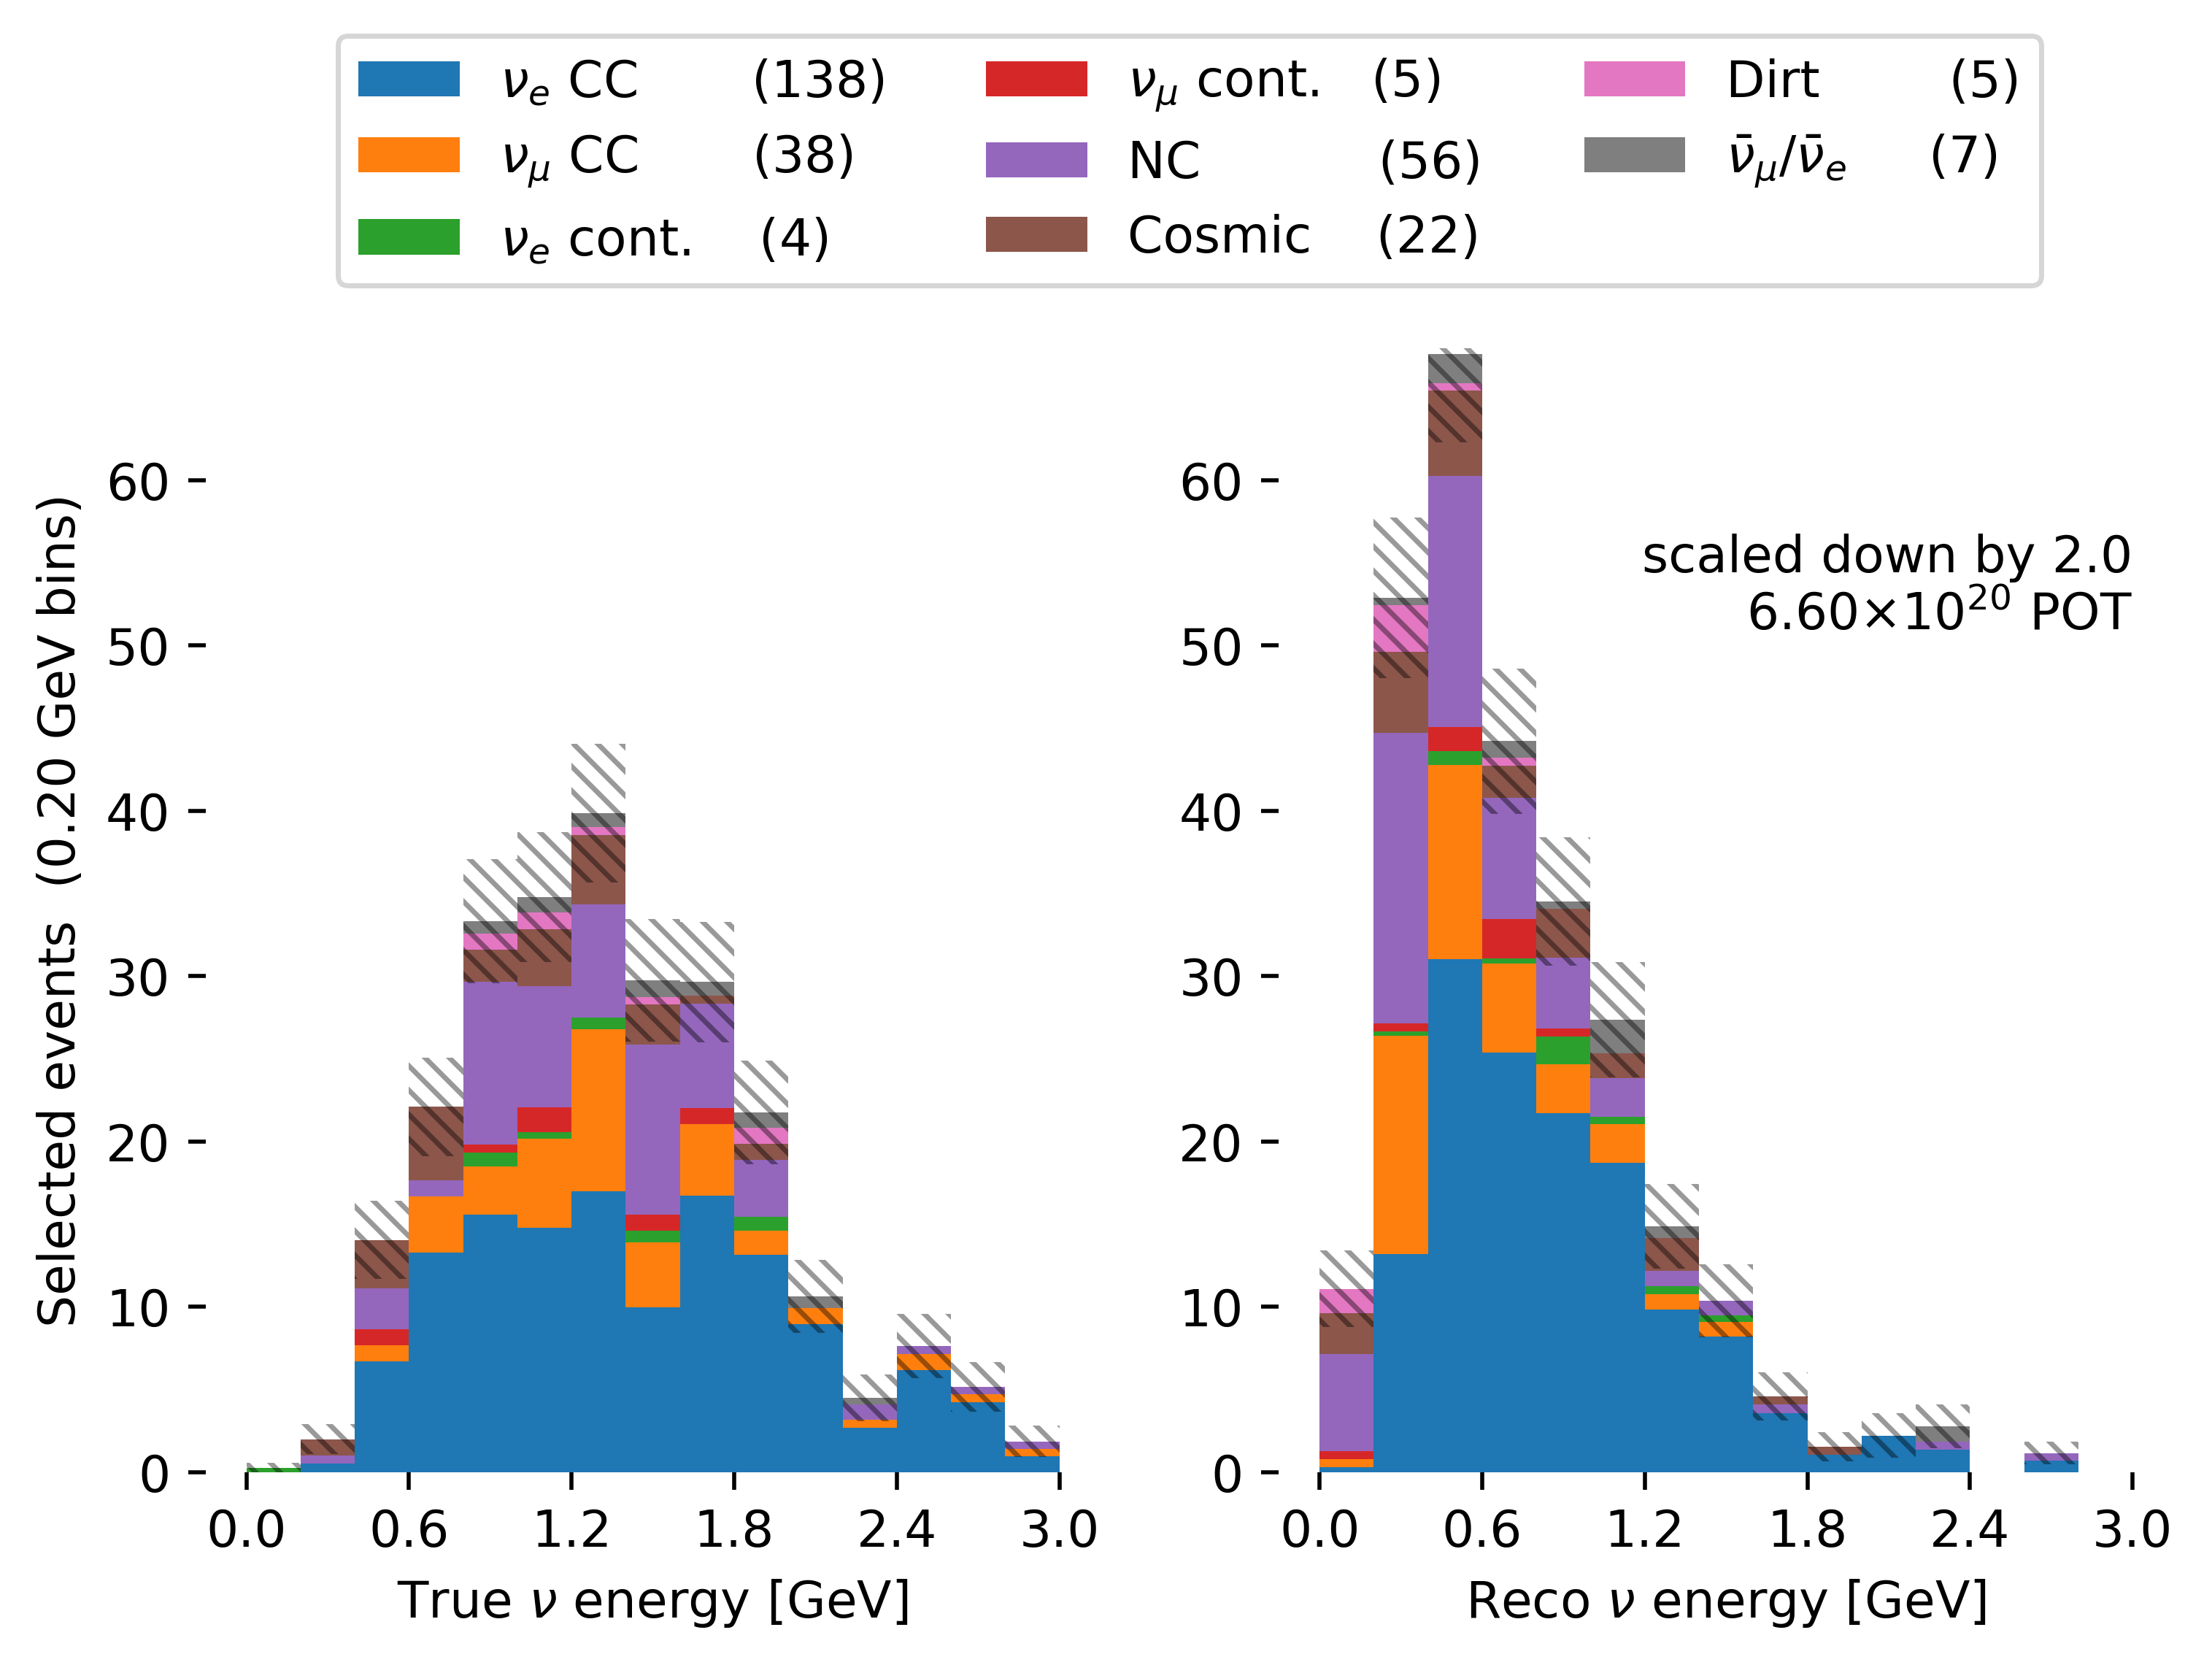 νe CC (138)
νμ CC (38)
νe cont. (4)
νμ cont. (5)
NC (56)
Cosmic (22)
Dirt (5)
ν̄μ/ν̄e (7)
Selected events (0.20 GeV bins)
60
50
40
30
20
10
0
0.0 0.6 1.2 1.8 2.4 3.0
True ν energy [GeV]
scaled down by 2.0
6.60×10²⁰ POT
60
50
40
30
20
10
0
0.0 0.6 1.2 1.8 2.4 3.0
Reco ν energy [GeV]